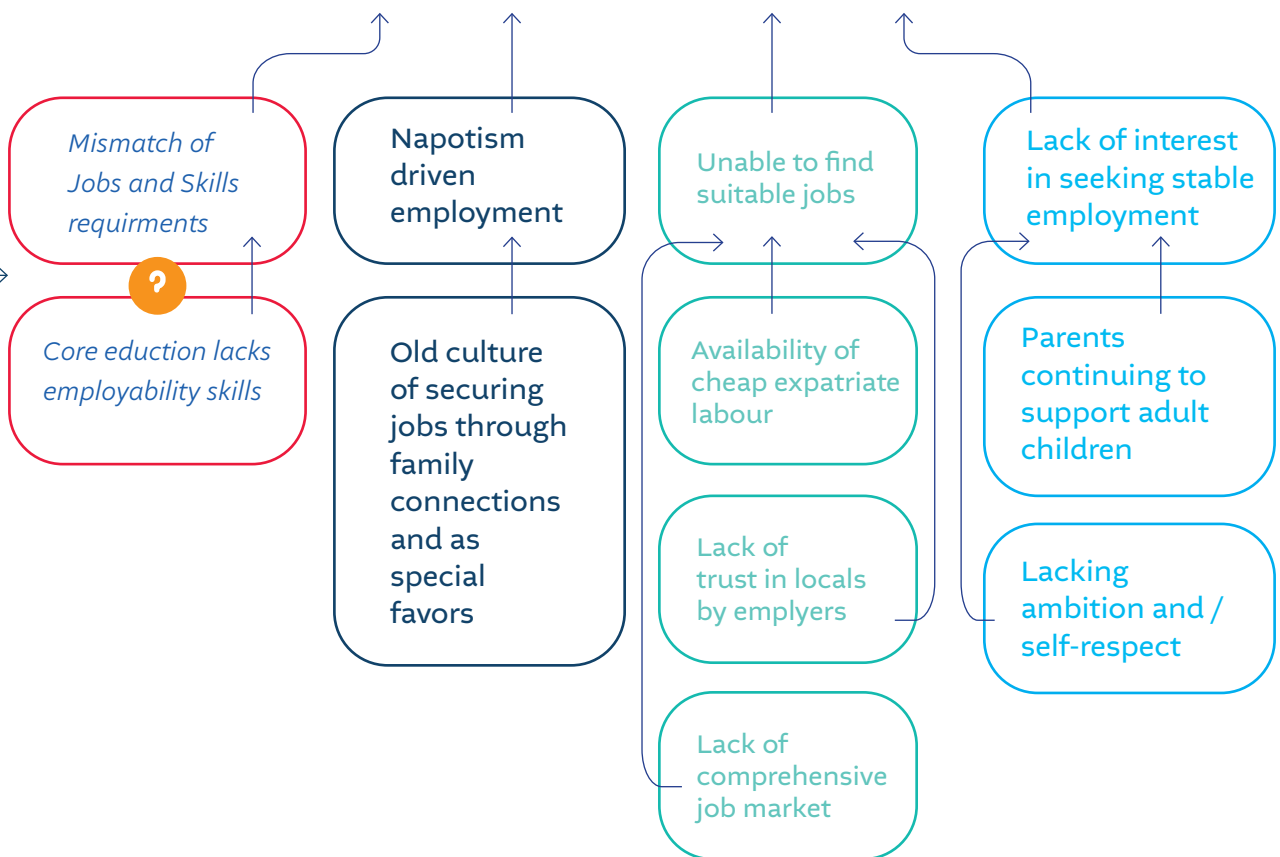 Mismatch of
Jobs and Skills
requirments
Napotism
driven
employment
Unable to find
suitable jobs
Lack of interest
in seeking stable
employment
?
Core eduction lacks
employability skills
Old culture
of securing
jobs through
family
connections
and as
special
favors
Availability of
cheap expatriate
labour
Parents
continuing to
support adult
children
Lack of
trust in locals
by emplyers
Lacking
ambition and /
self-respect
Lack of
comprehensive
job market